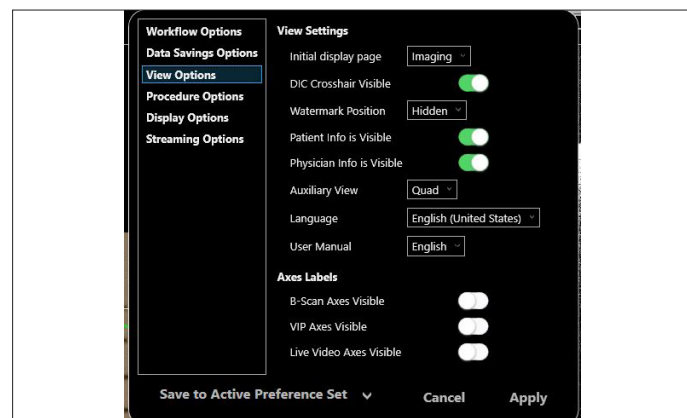 Workflow Options
Data Savings Options
View Options
Procedure Options
Display Options
Streaming Options
View Settings
Initial display page Imaging
DIC Crosshair Visible
Watermark Position Hidden
Patient Info is Visible
Physician Info is Visible
Auxiliary View Quad
Language English (United States)
User Manual English
Axes Labels
B-Scan Axes Visible
VIP Axes Visible
Live Video Axes Visible
Save to Active Preference Set Cancel Apply